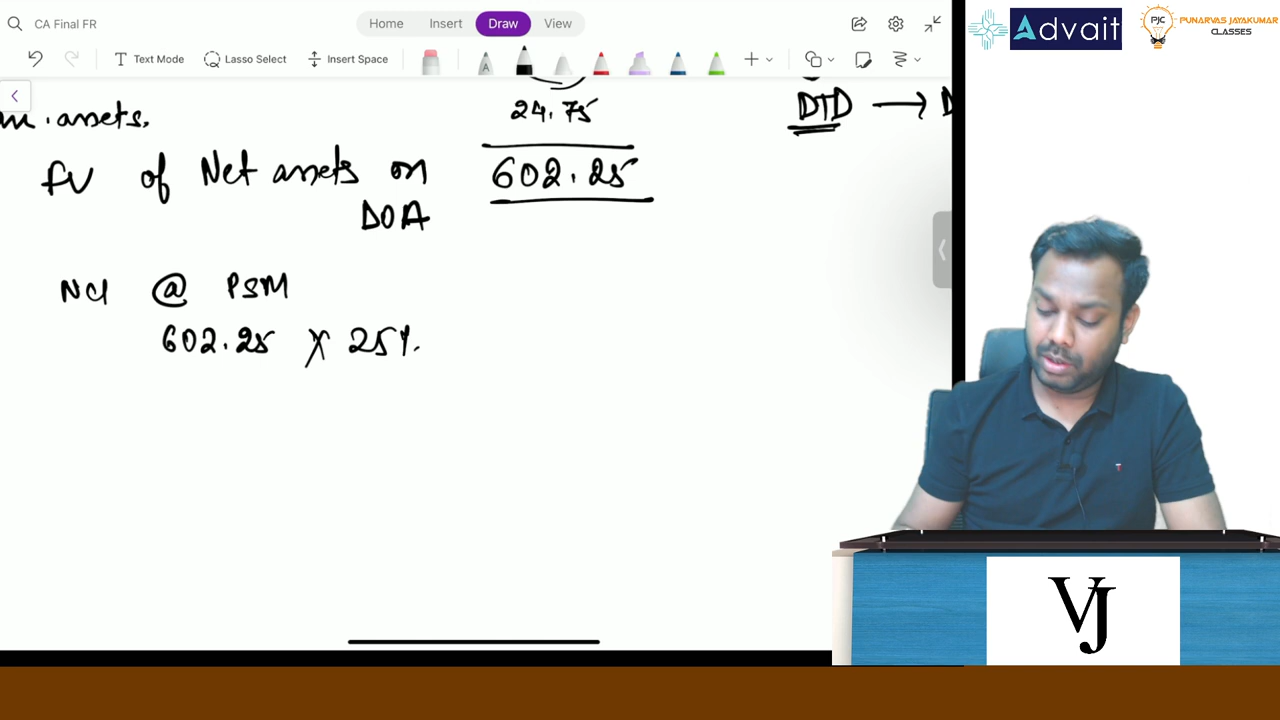 CA Final FR
Home Insert Draw View
Text Mode Lasso Select Insert Space
Advait
PJC PUNARVAS JAYAKUMAR
CLASSES
24.75
DTD →
assets.
FV of Net assets on 602.25
DOA
NCI @ PSM
602.25 X 25%
VJ